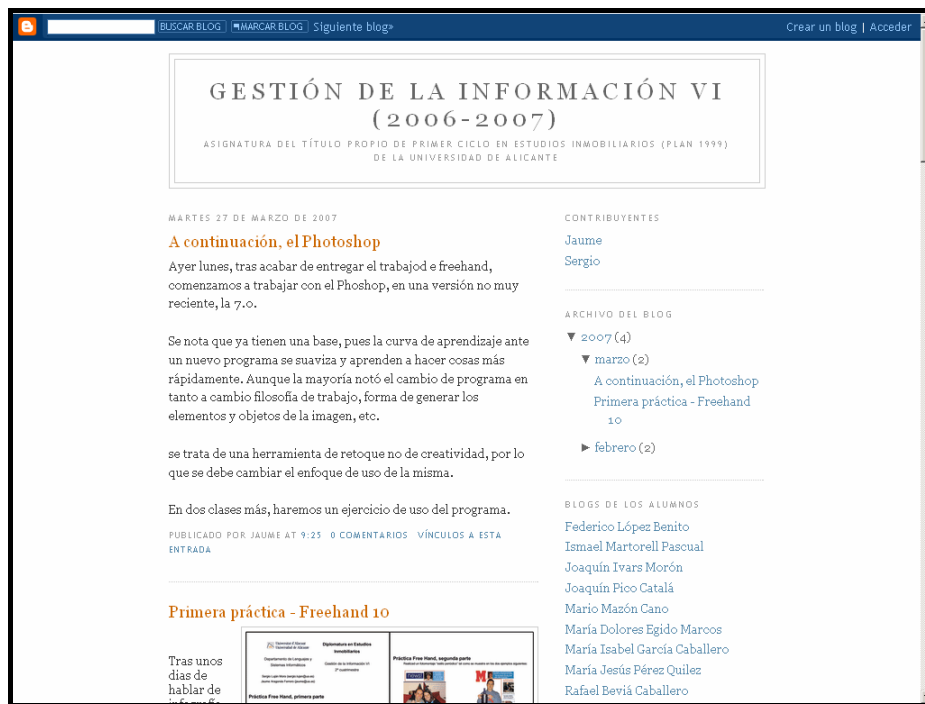 BUSCAR BLOG MARCAR BLOG Siguiente blog»
Crear un blog | Acceder
GESTIÓN DE LA INFORMACIÓN VI
(2006-2007)
ASIGNATURA DEL TÍTULO PROPIO DE PRIMER CICLO EN ESTUDIOS INMOBILIARIOS (PLAN 1999)
DE LA UNIVERSIDAD DE ALICANTE
MARTES 27 DE MARZO DE 2007
A continuación, el Photoshop
Ayer lunes, tras acabar de entregar el trabajod e freehand,
comenzamos a trabajar con el Phoshop, en una versión no muy
reciente, la 7.0.
Se nota que ya tienen una base, pues la curva de aprendizaje ante
un nuevo programa se suaviza y aprenden a hacer cosas más
rápidamente. Aunque la mayoría notó el cambio de programa en
tanto a cambio filosofía de trabajo, forma de generar los
elementos y objetos de la imagen, etc.
se trata de una herramienta de retoque no de creatividad, por lo
que se debe cambiar el enfoque de uso de la misma.
En dos clases más, haremos un ejercicio de uso del programa.
PUBLICADO POR JAUME AT 9:25 0 COMENTARIOS VÍNCULOS A ESTA
ENTRADA
Primera práctica - Freehand 10
Tras unos
dias de
hablar de
Diplomatura en Estudios
Inmobiliarios
Departamento de Lenguajes y
Sistemas Informáticos
Gestión de la Información VI
2º cuatrimestre
Práctica Free Hand, primera parte
Práctica Free Hand, segunda parte
CONTRIBUYENTES
Jaume
Sergio
ARCHIVO DEL BLOG
▼ 2007 (4)
▼ marzo (2)
A continuación, el Photoshop
Primera práctica - Freehand
10
► febrero (2)
BLOGS DE LOS ALUMNOS
Federico López Benito
Ismael Martorell Pascual
Joaquín Ivars Morón
Joaquín Pico Catalá
Mario Mazón Cano
María Dolores Egido Marcos
María Isabel García Caballero
María Jesús Pérez Quilez
Rafael Beviá Caballero